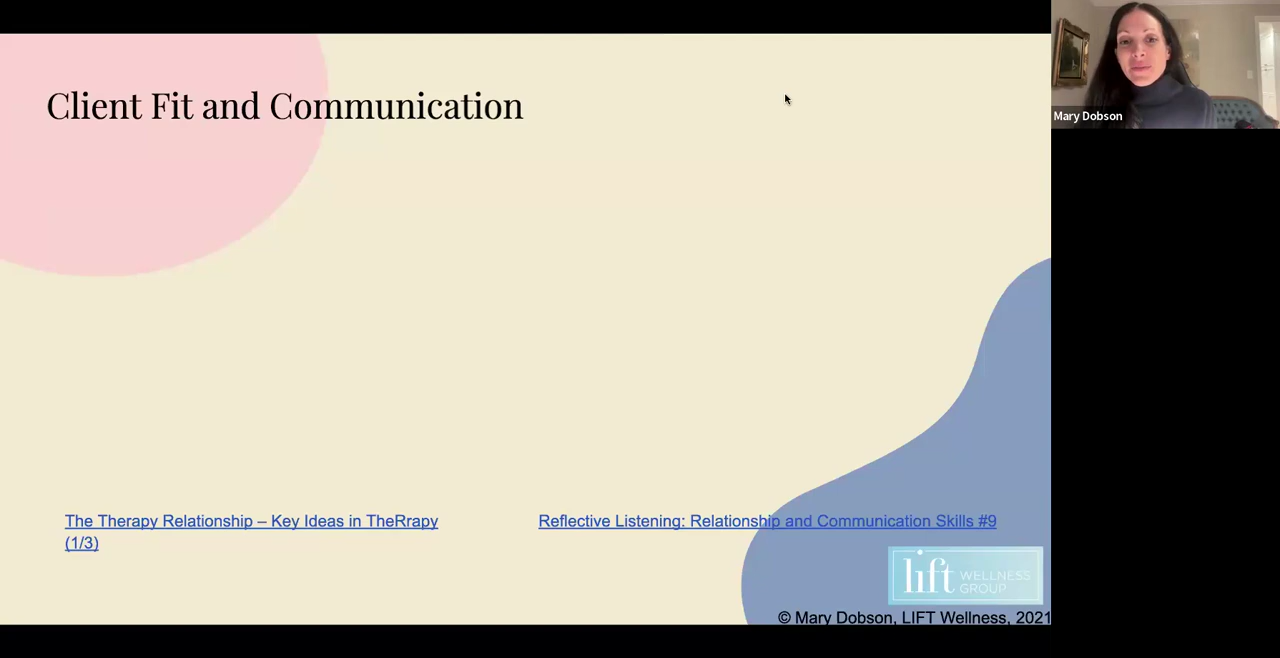 Client Fit and Communication
Mary Dobson
The Therapy Relationship – Key Ideas in TheRrapy
(1/3)
Reflective Listening: Relationship and Communication Skills #9
lift WELLNESS
GROUP
© Mary Dobson, LIFT Wellness, 2021